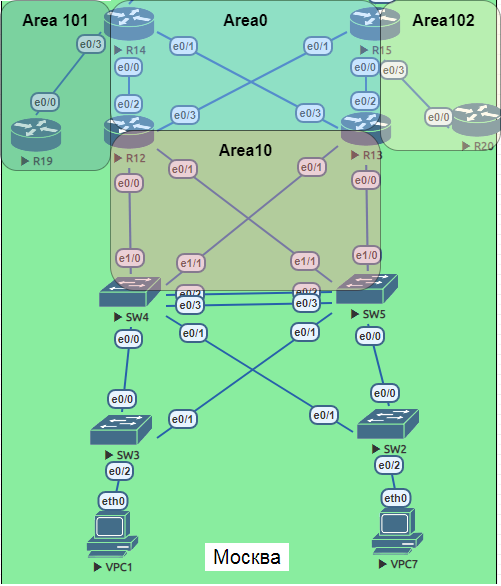 Area 101
Area0
Area102
R14
R15
e0/3
e0/1
e0/1
e0/3
e0/0
e0/0
e0/0
e0/2
e0/3
e0/3
e0/2
e0/0
R19
R12
R13
R20
Area10
e0/0
e0/1
e0/1
e0/0
e1/0
e1/1
e1/1
e1/0
e0/2
e0/2
e0/3
e0/3
SW4
SW5
e0/0
e0/1
e0/1
e0/0
e0/0
e0/1
e0/1
e0/0
SW3
SW2
e0/2
e0/2
eth0
eth0
VPC1
VPC7
Москва